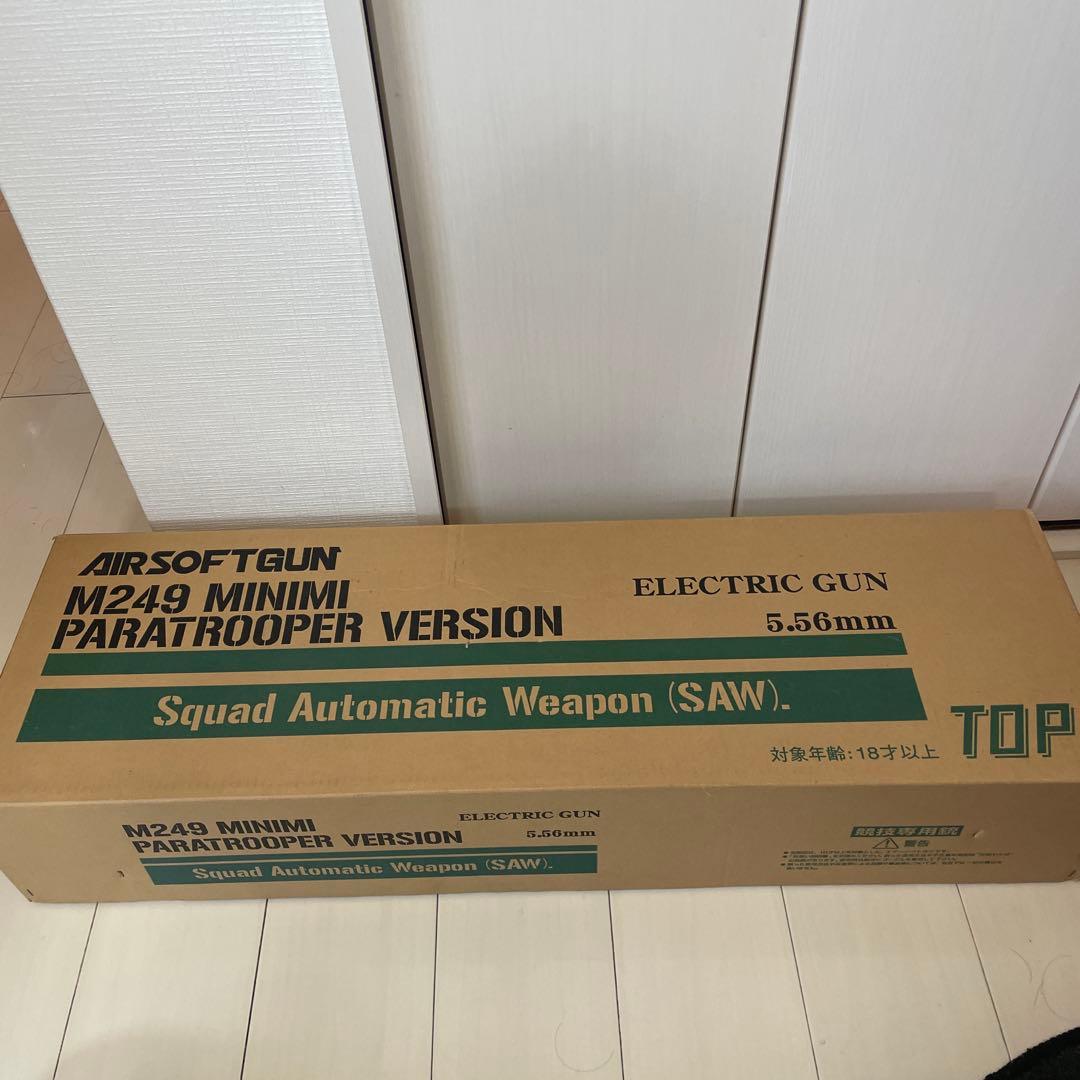 AIRSOFTGUN
M249 MINIMI
PARATROOPER VERSION
ELECTRIC GUN
5.56mm
Squad Automatic Weapon (SAW).
対象年齢:18才以上
TOP
M249 MINIMI
PARATROOPER VERSION
ELECTRIC GUN
5.56mm
Squad Automatic Weapon (SAW).
競技専用銃
警告